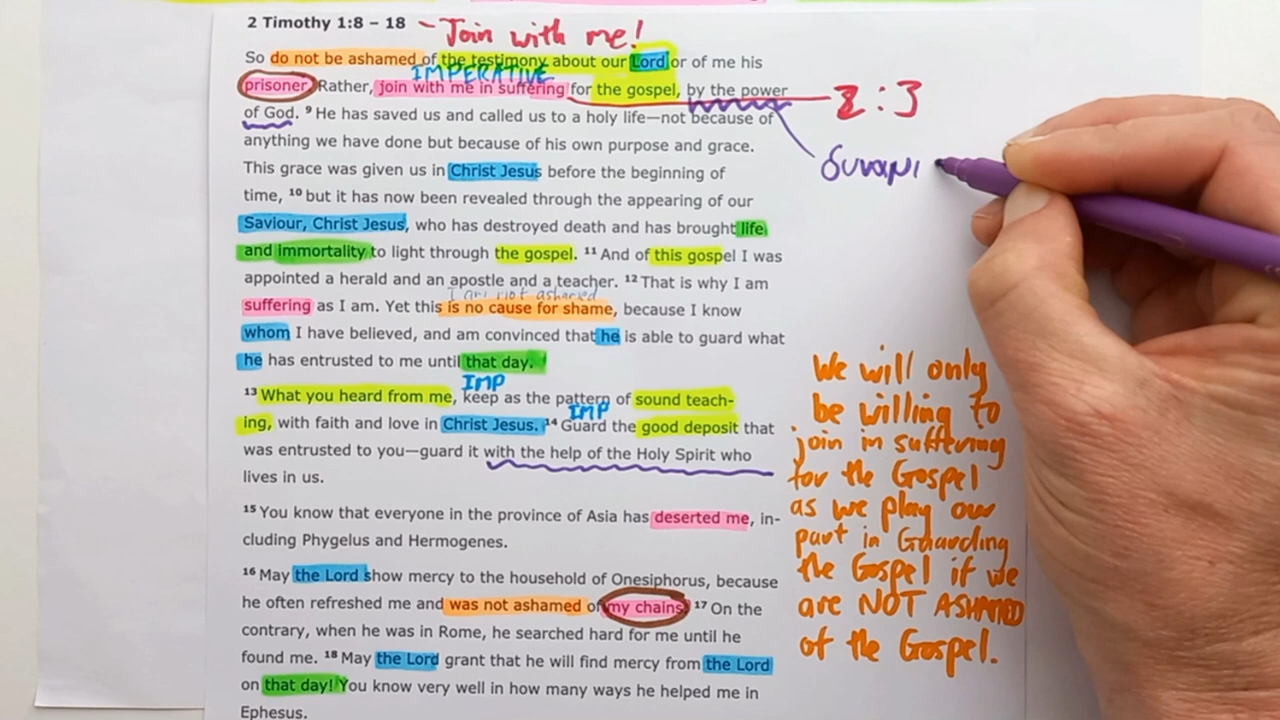 2 Timothy 1:8 – 18 - Join with me!
So do not be ashamed of the testimony about our Lord or of me his
IMPERATIVE
prisoner. Rather, join with me in suffering for the gospel, by the power 2:3
of God. ⁹ He has saved us and called us to a holy life—not because of
anything we have done but because of his own purpose and grace.
δυναμι
This grace was given us in Christ Jesus before the beginning of
time, ¹⁰ but it has now been revealed through the appearing of our
Saviour, Christ Jesus, who has destroyed death and has brought life
and immortality to light through the gospel. ¹¹ And of this gospel I was
appointed a herald and an apostle and a teacher. ¹² That is why I am
I am not ashamed
suffering as I am. Yet this is no cause for shame, because I know
whom I have believed, and am convinced that he is able to guard what
he has entrusted to me until that day.
IMP
¹³ What you heard from me, keep as the pattern of sound teach-
IMP
ing, with faith and love in Christ Jesus. ¹⁴ Guard the good deposit that
was entrusted to you—guard it with the help of the Holy Spirit who
lives in us.
¹⁵ You know that everyone in the province of Asia has deserted me, in-
cluding Phygelus and Hermogenes.
¹⁶ May the Lord show mercy to the household of Onesiphorus, because
he often refreshed me and was not ashamed of my chains. ¹⁷ On the
contrary, when he was in Rome, he searched hard for me until he
found me. ¹⁸ May the Lord grant that he will find mercy from the Lord
on that day! You know very well in how many ways he helped me in
Ephesus.
We will only
be willing to
join in suffering
for the Gospel
as we play our
part in Guarding
the Gospel if we
are NOT ASHAMED
of the Gospel.